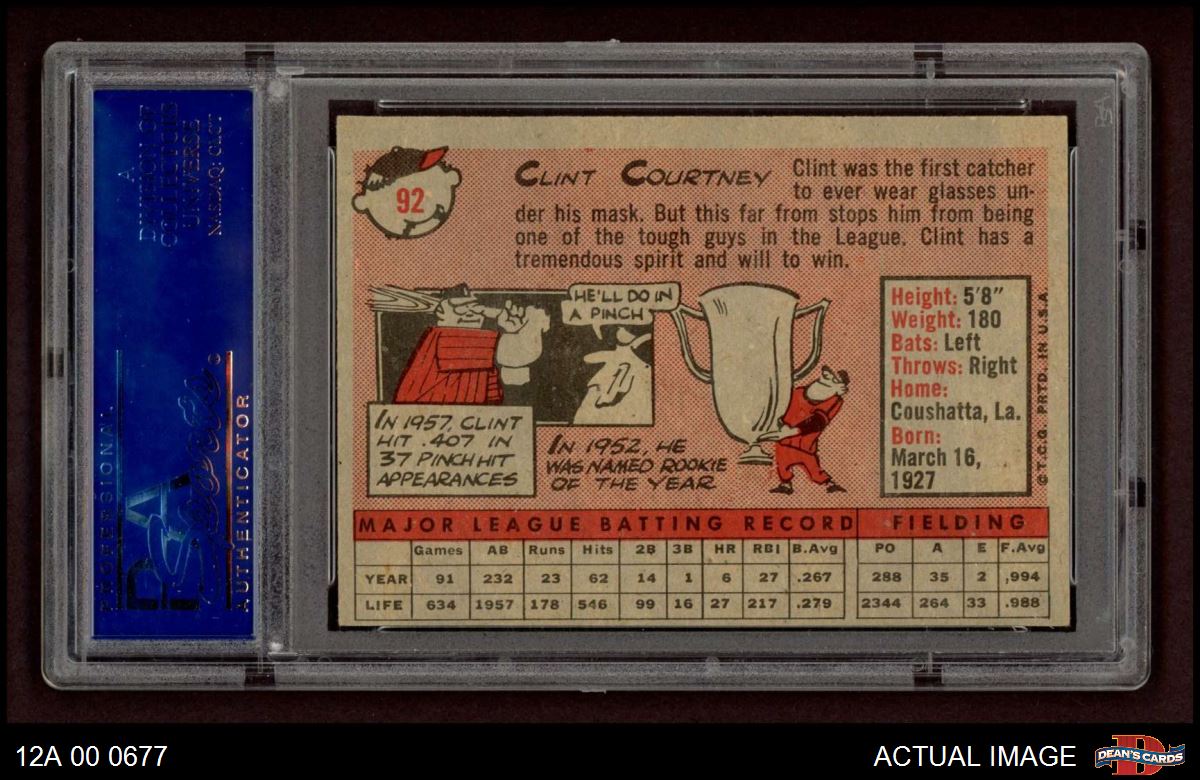 A
DIVISION OF
COLLECTORS
UNIVERSE
NASDAQ: CLCT
PROFESSIONAL
PSA
AUTHENTICATOR
92
CLINT COURTNEY
Clint was the first catcher
to ever wear glasses un-
der his mask. But this far from stops him from being
one of the tough guys in the League. Clint has a
tremendous spirit and will to win.
HE'LL DO IN
A PINCH
IN 1957, CLINT
HIT .407 IN
37 PINCH HIT
APPEARANCES
IN 1952, HE
WAS NAMED ROOKIE
OF THE YEAR
Height: 5'8"
Weight: 180
Bats: Left
Throws: Right
Home:
Coushatta, La.
Born:
March 16,
1927
©T.C.G. PRTD. IN U.S.A.
MAJOR LEAGUE BATTING RECORD FIELDING
Games AB Runs Hits 2B 3B HR RBI B.Avg PO A E F.Avg
YEAR 91 232 23 62 14 1 6 27 .267 288 35 2 .994
LIFE 634 1957 178 546 99 16 27 217 .279 2344 264 33 .988
12A 00 0677
ACTUAL IMAGE
DEAN'S CARDS